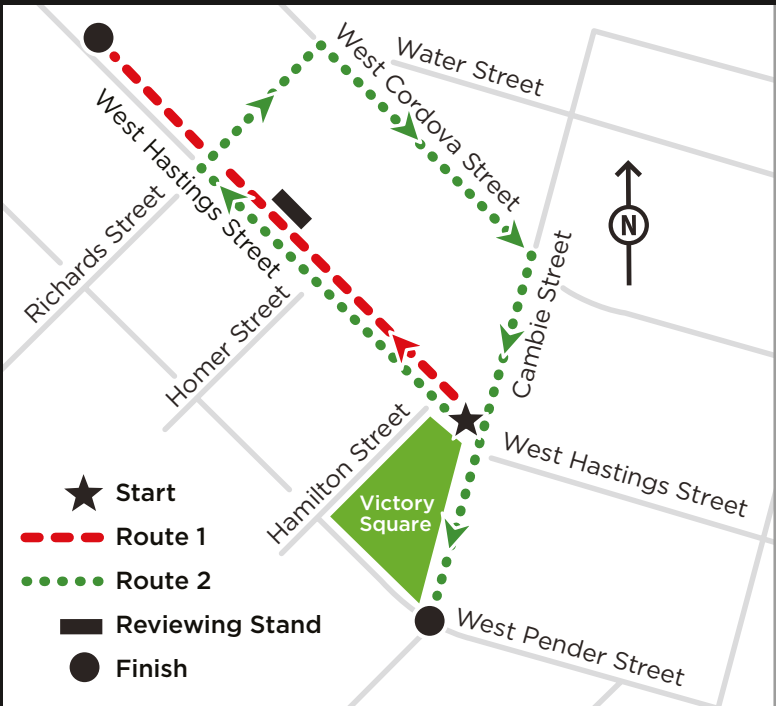 Water Street
West Cordova Street
West Hastings Street
N
Richards Street
Cambie Street
Homer Street
Hamilton Street
West Hastings Street
Victory
Square
Start
Route 1
Route 2
Reviewing Stand
Finish
West Pender Street